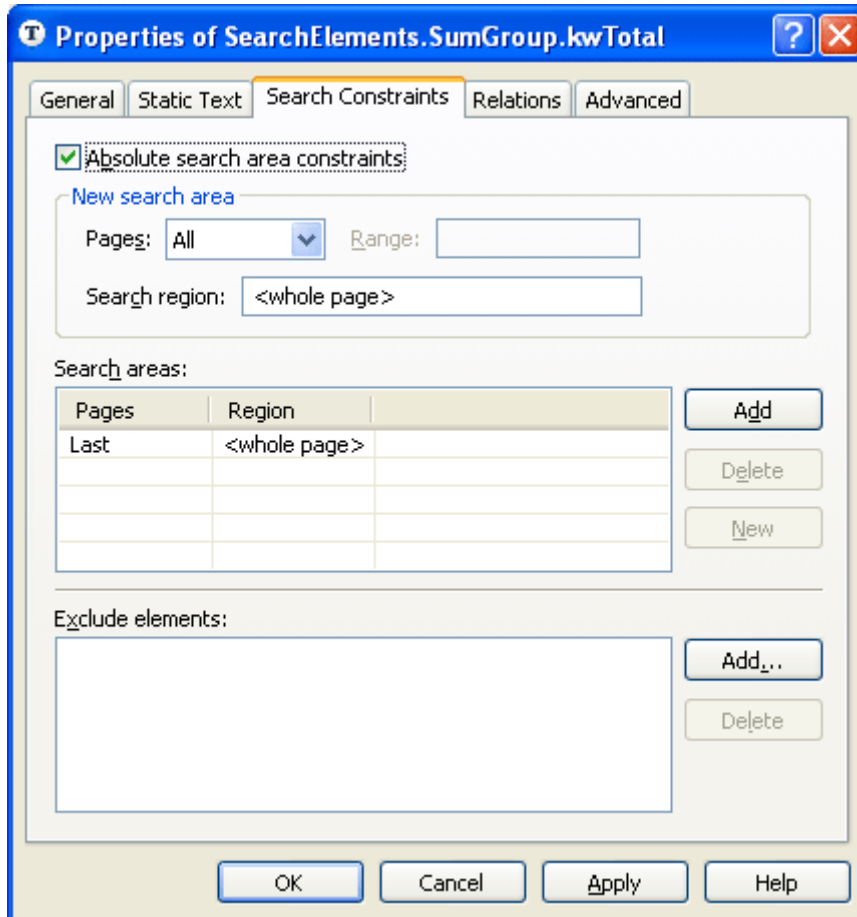 T Properties of SearchElements.SumGroup.kwTotal ?
General Static Text Search Constraints Relations Advanced
Absolute search area constraints
New search area
Pages: All Range:
Search region: <whole page>
Search areas:
Pages Region
Add
Last <whole page>
Delete
New
Exclude elements:
Add...
Delete
OK Cancel Apply Help